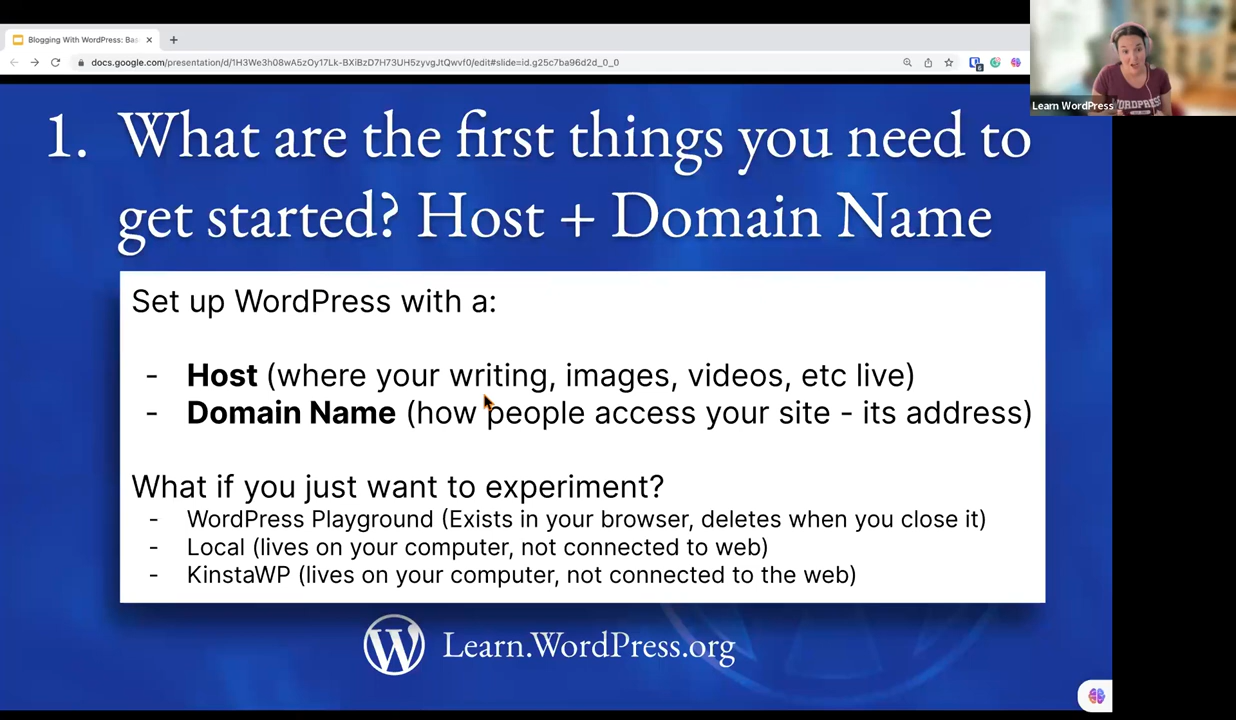 Blogging With WordPress: Bas
docs.google.com/presentation/d/1H3We3h08wA5zOy17Lk-BXiBzD7H73UH5zyvgJtQwvf0/edit#slide=id.g25c7ba96d2d_0_0
Learn WordPress
1. What are the first things you need to
get started? Host + Domain Name
Set up WordPress with a:
- Host (where your writing, images, videos, etc live)
- Domain Name (how people access your site - its address)
What if you just want to experiment?
- WordPress Playground (Exists in your browser, deletes when you close it)
- Local (lives on your computer, not connected to web)
- KinstaWP (lives on your computer, not connected to the web)
Learn.WordPress.org